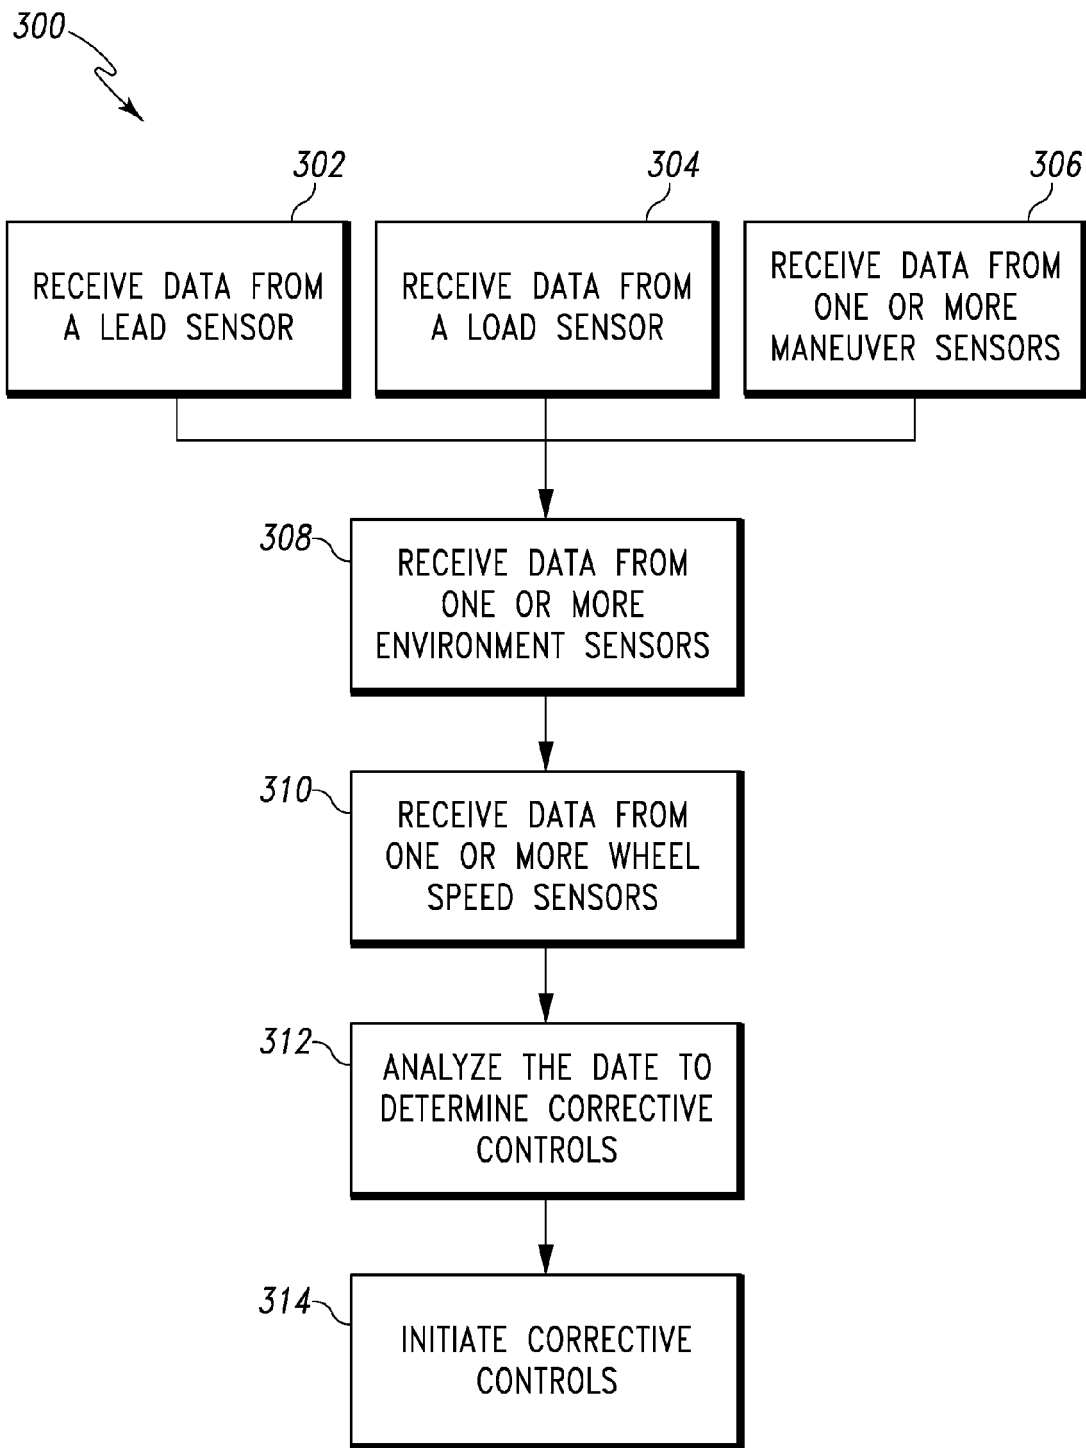 300
302
304
306
RECEIVE DATA FROM
A LEAD SENSOR
RECEIVE DATA FROM
A LOAD SENSOR
RECEIVE DATA FROM
ONE OR MORE
MANEUVER SENSORS
308
RECEIVE DATA FROM
ONE OR MORE
ENVIRONMENT SENSORS
310
RECEIVE DATA FROM
ONE OR MORE WHEEL
SPEED SENSORS
312
ANALYZE THE DATE TO
DETERMINE CORRECTIVE
CONTROLS
314
INITIATE CORRECTIVE
CONTROLS